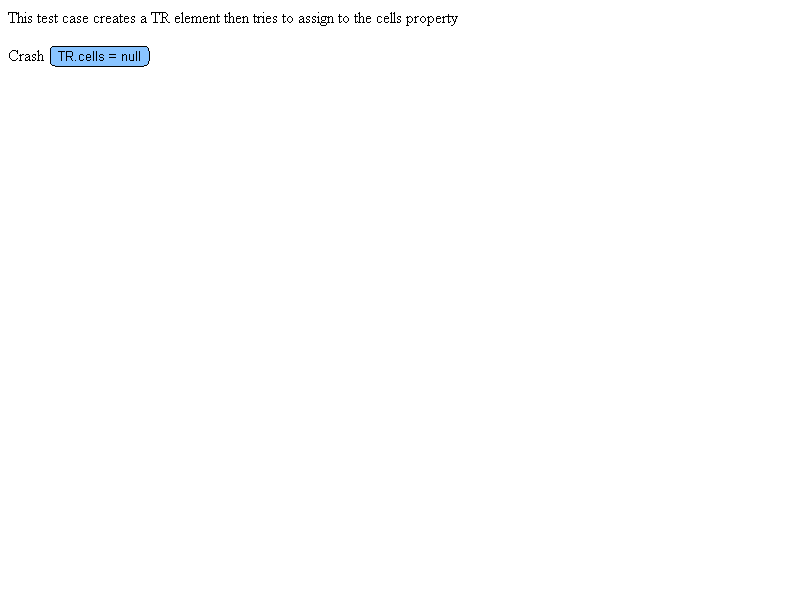 This test case creates a TR element then tries to assign to the cells property
Crash TR.cells = null